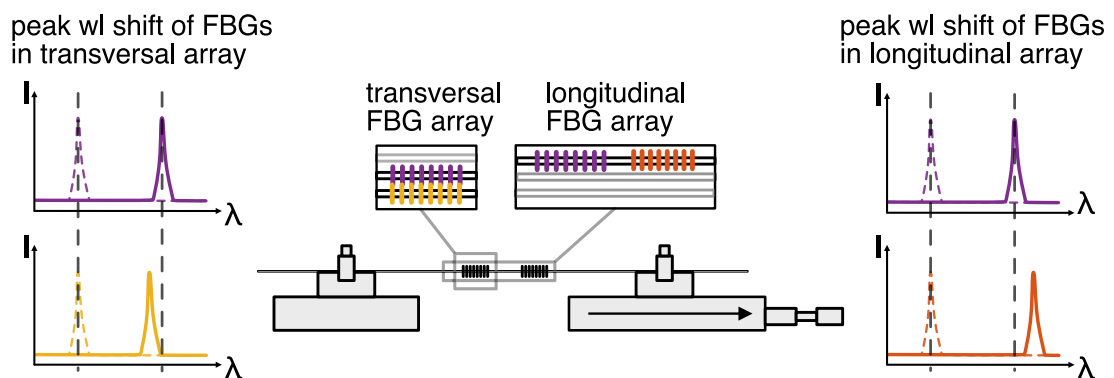 peak wl shift of FBGs
in transversal array
I
λ
I
λ
transversal
FBG array
longitudinal
FBG array
peak wl shift of FBGs
in longitudinal array
I
λ
I
λ